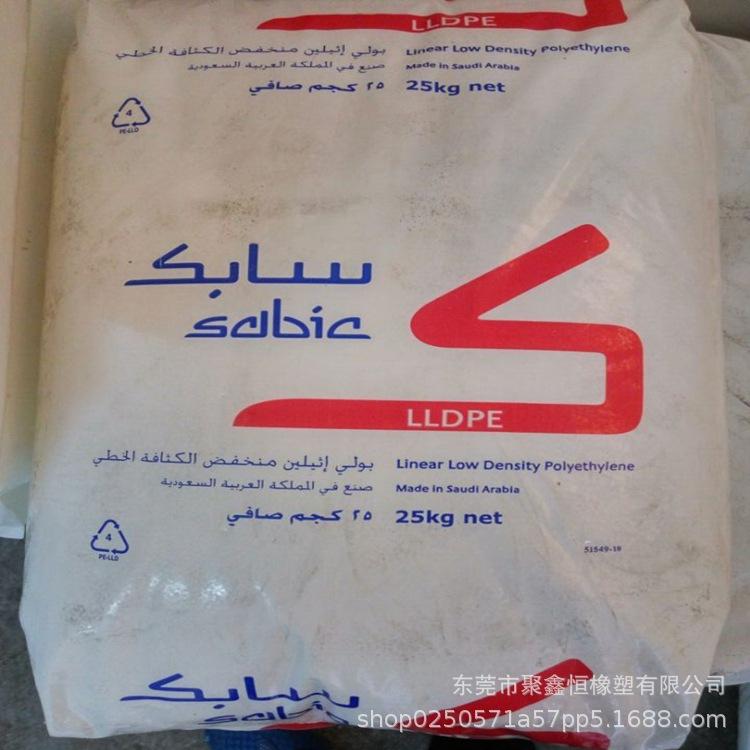 LLDPE
بولي إثيلين منخفض الكثافة الخطي Linear Low Density Polyethylene
صنع في المملكة العربية السعودية Made in Saudi Arabia
٢٥ كجم صافي 25kg net
4
PE-LLD
سابك
sabic
LLDPE
بولي إثيلين منخفض الكثافة الخطي Linear Low Density Polyethylene
صنع في المملكة العربية السعودية Made in Saudi Arabia
٢٥ كجم صافي 25kg net
4
PE-LLD
51549-10
سابك
sabic
东莞市聚鑫恒橡塑有限公司
shop0250571a57pp5.1688.com